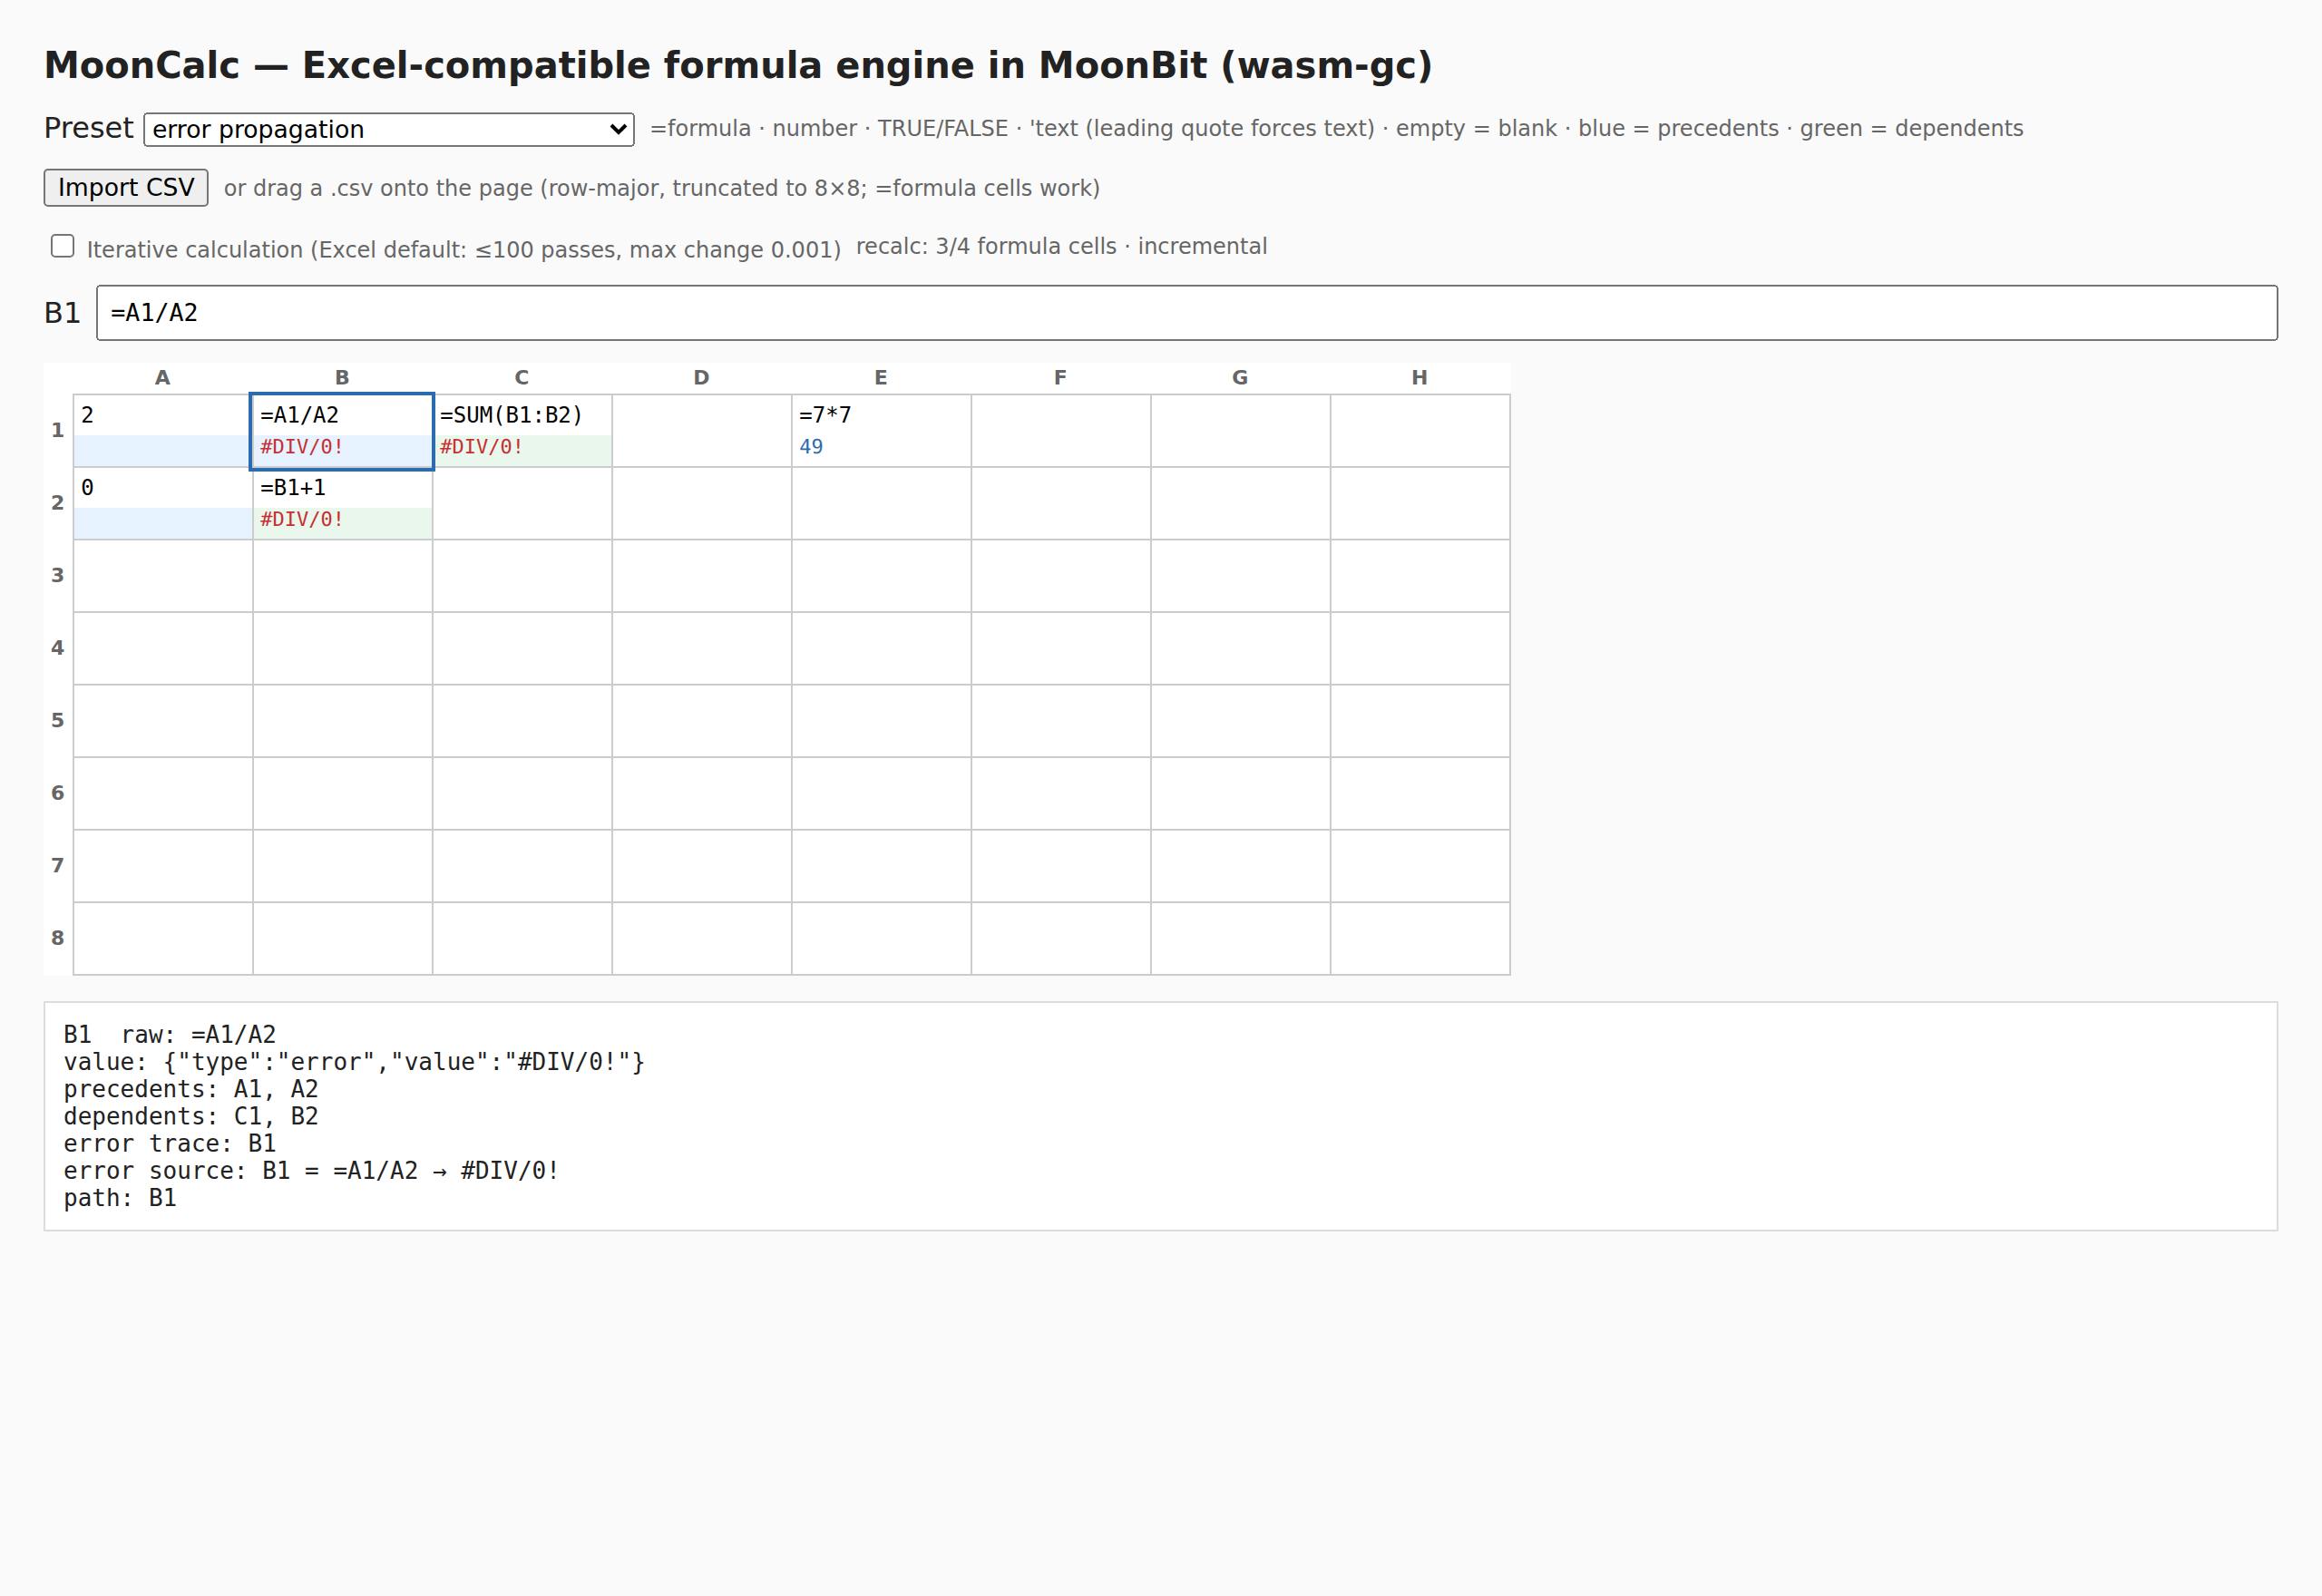 MoonCalc — Excel-compatible formula engine in MoonBit (wasm-gc)
Preset error propagation =formula · number · TRUE/FALSE · 'text (leading quote forces text) · empty = blank · blue = precedents · green = dependents
Import CSV or drag a .csv onto the page (row-major, truncated to 8×8; =formula cells work)
Iterative calculation (Excel default: ≤100 passes, max change 0.001) recalc: 3/4 formula cells · incremental
B1 =A1/A2
A B C D E F G H
1 2 =A1/A2 =SUM(B1:B2) =7*7
#DIV/0! #DIV/0! 49
2 0 =B1+1
#DIV/0!
3
4
5
6
7
8
B1  raw: =A1/A2
value: {"type":"error","value":"#DIV/0!"}
precedents: A1, A2
dependents: C1, B2
error trace: B1
error source: B1 = =A1/A2 → #DIV/0!
path: B1